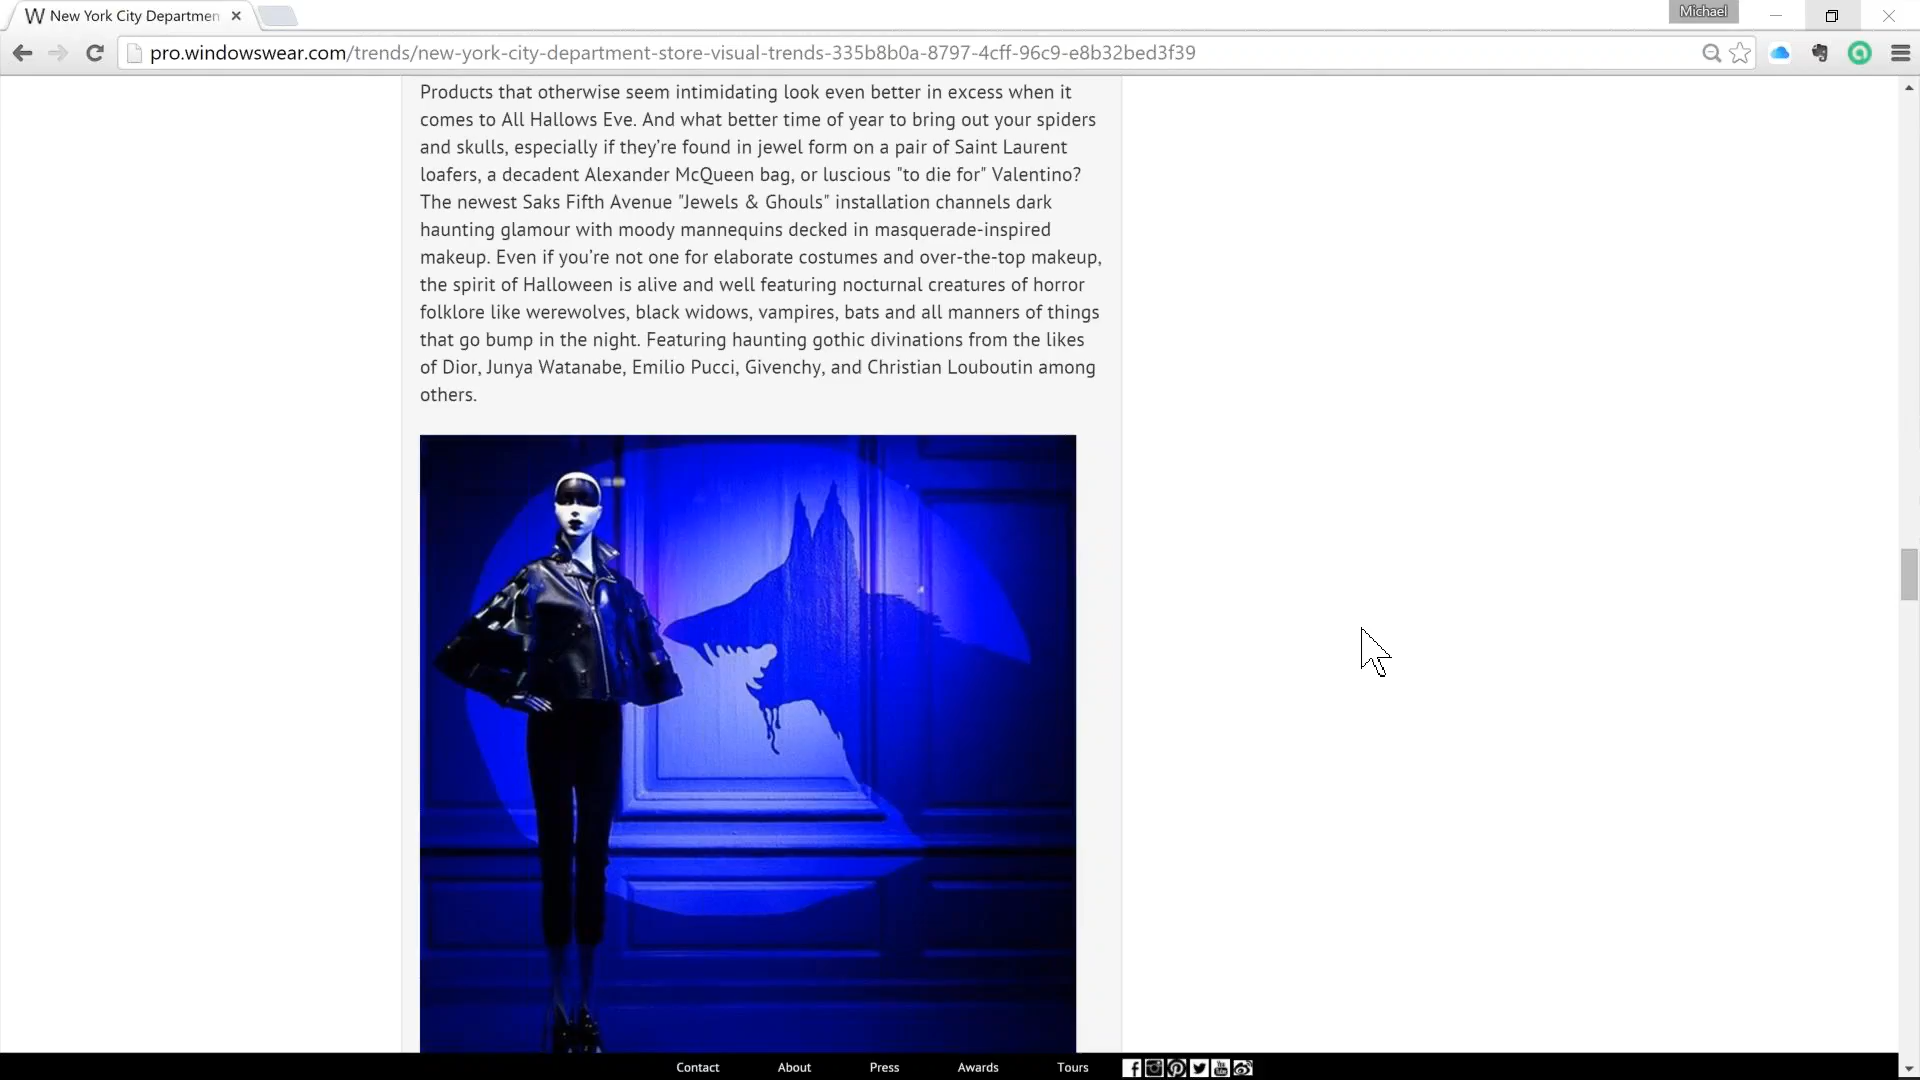 New York City Departmen
Michael
pro.windowswear.com/trends/new-york-city-department-store-visual-trends-335b8b0a-8797-4cff-96c9-e8b32bed3f39
Products that otherwise seem intimidating look even better in excess when it
comes to All Hallows Eve. And what better time of year to bring out your spiders
and skulls, especially if they’re found in jewel form on a pair of Saint Laurent
loafers, a decadent Alexander McQueen bag, or luscious "to die for" Valentino?
The newest Saks Fifth Avenue "Jewels & Ghouls" installation channels dark
haunting glamour with moody mannequins decked in masquerade-inspired
makeup. Even if you’re not one for elaborate costumes and over-the-top makeup,
the spirit of Halloween is alive and well featuring nocturnal creatures of horror
folklore like werewolves, black widows, vampires, bats and all manners of things
that go bump in the night. Featuring haunting gothic divinations from the likes
of Dior, Junya Watanabe, Emilio Pucci, Givenchy, and Christian Louboutin among
others.
Contact About Press Awards Tours